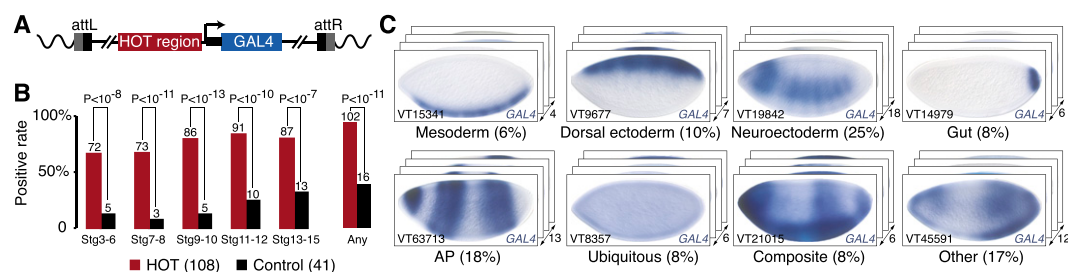 A
attL
attR
HOT region
GAL4
B
P<10-8 P<10-11 P<10-13 P<10-10 P<10-7 P<10-11
Positive rate
100%
50%
0
72 5 73 3 86 5 91 10 87 13 102 16
Stg3-6 Stg7-8 Stg9-10 Stg11-12 Stg13-15 Any
HOT (108) Control (41)
C
VT15341 GAL4 4
Mesoderm (6%)
VT9677 GAL4 7
Dorsal ectoderm (10%)
VT19842 GAL4 18
Neuroectoderm (25%)
VT14979 GAL4 6
Gut (8%)
VT63713 GAL4 13
AP (18%)
VT8357 GAL4 6
Ubiquitous (8%)
VT21015 GAL4 6
Composite (8%)
VT45591 GAL4 12
Other (17%)